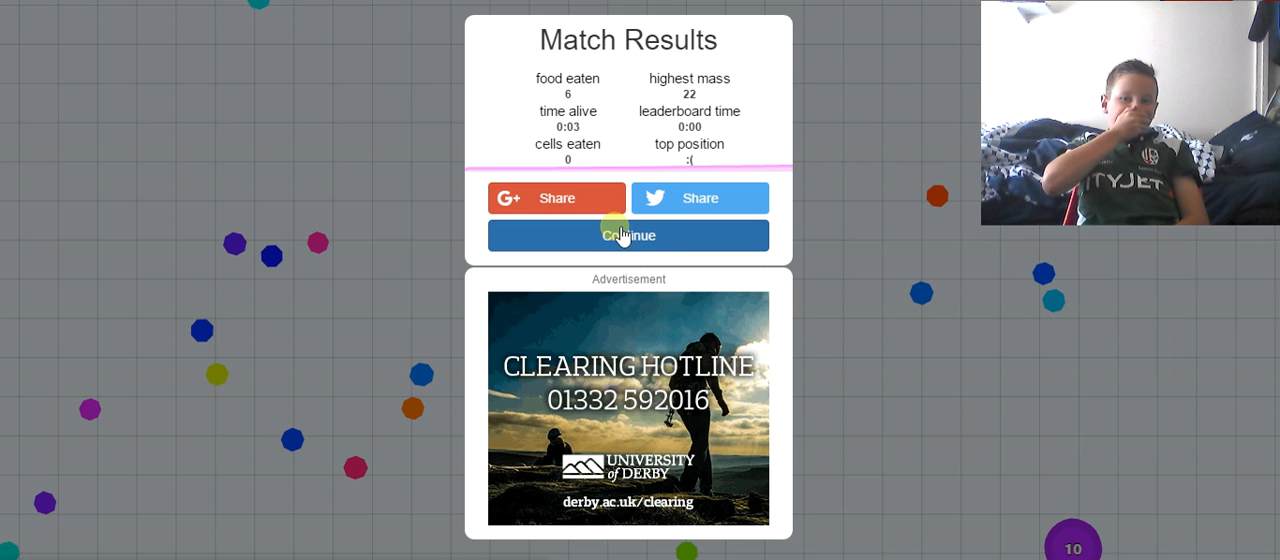 Match Results
food eaten highest mass
6 22
time alive leaderboard time
0:03 0:00
cells eaten top position
0 :(
G+ Share Share
Continue
Advertisement
CLEARING HOTLINE
01332 592016
UNIVERSITY
of DERBY
derby.ac.uk/clearing
10